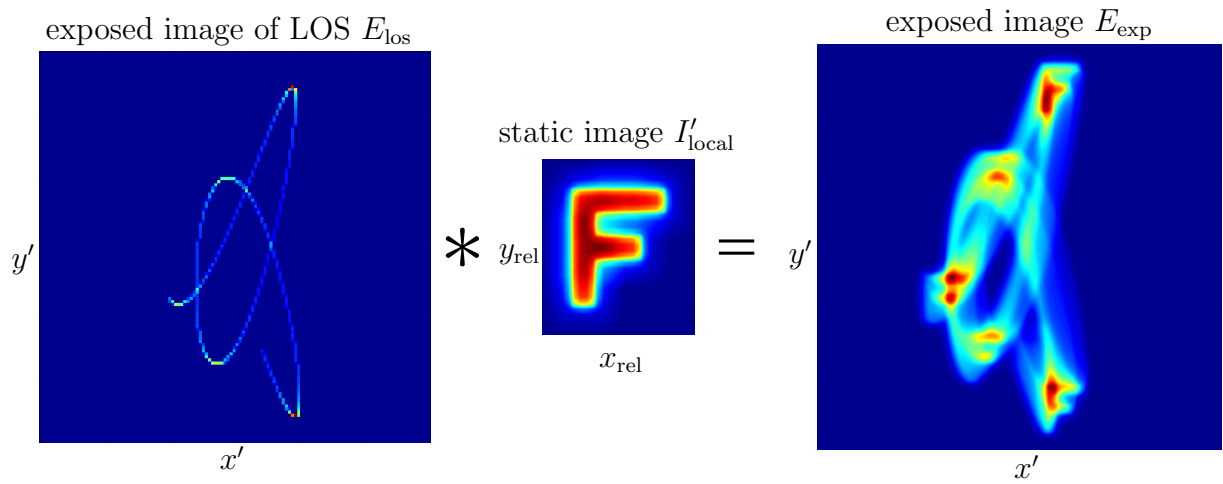 exposed image of LOS E_los
exposed image E_exp
static image I′_local
y′
*
y_rel
F
=
y′
x_rel
x′
x′